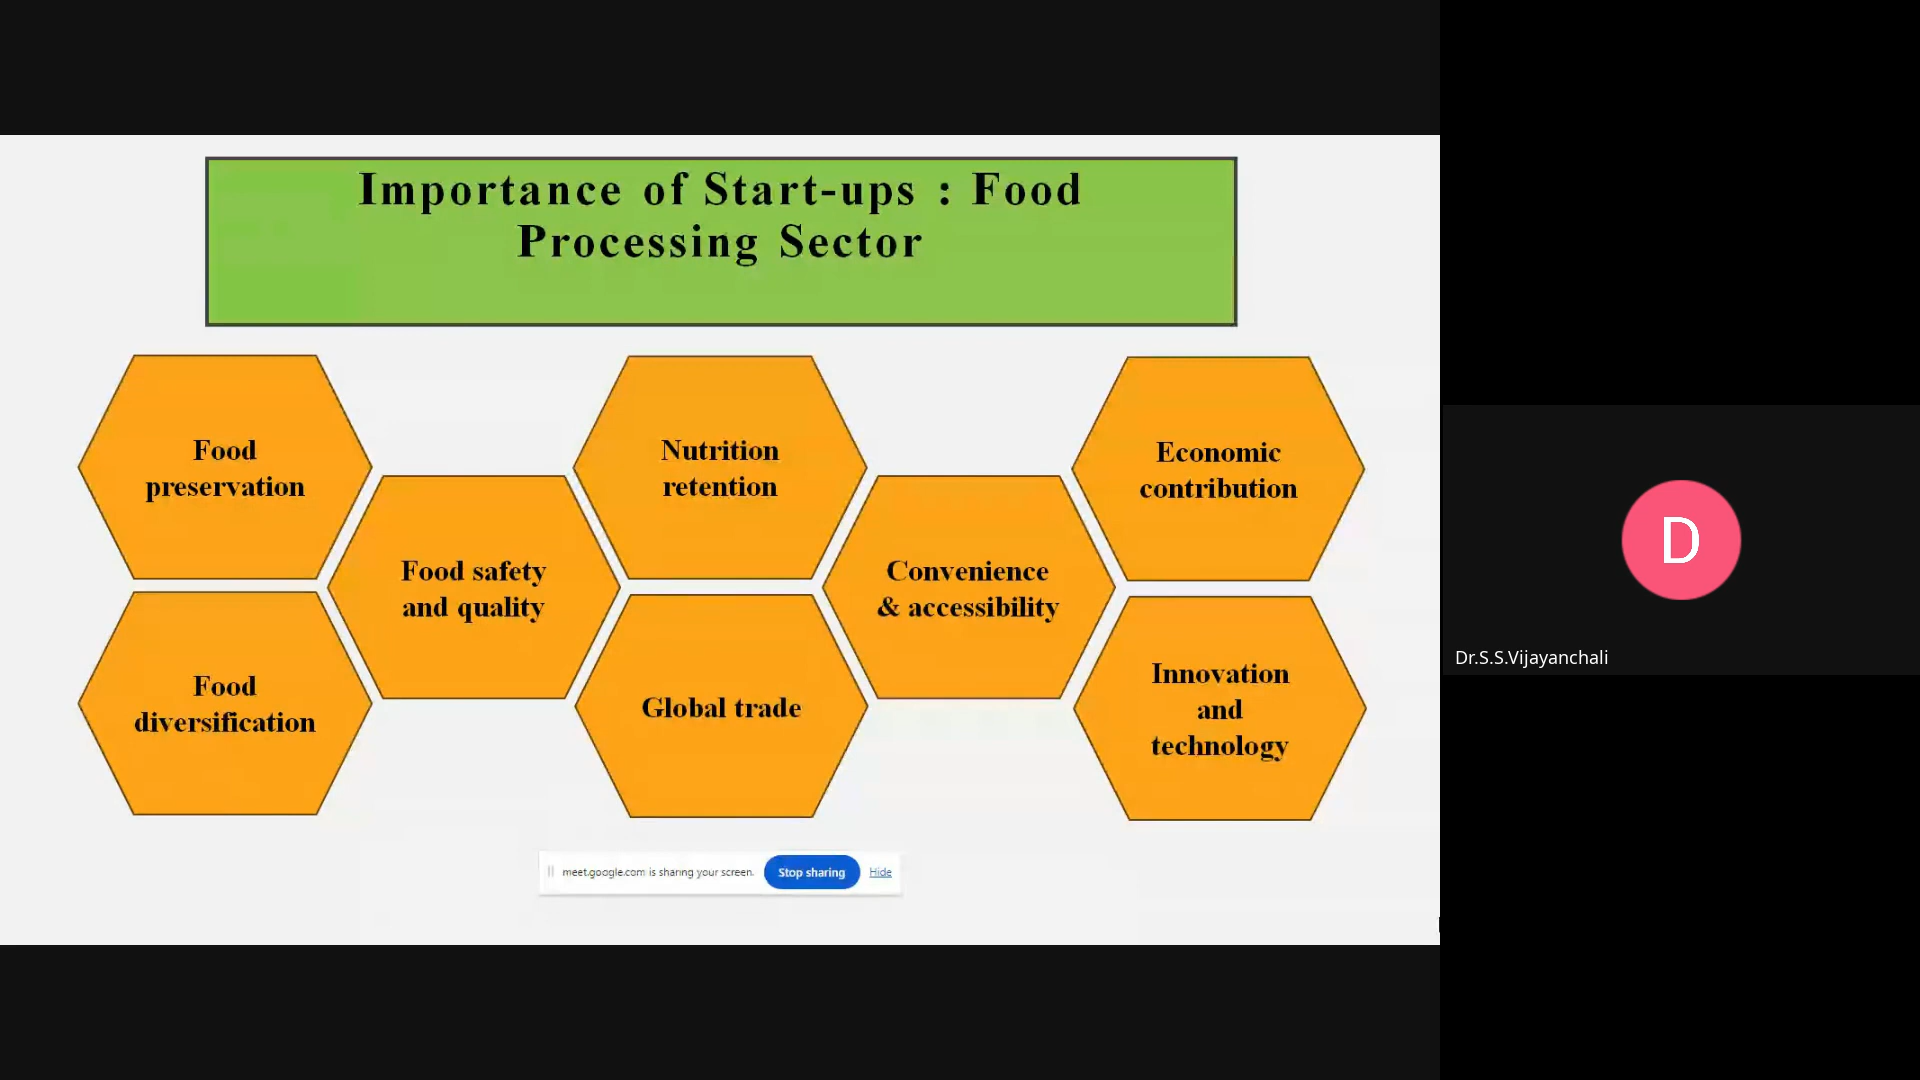 Importance of Start-ups : Food
Processing Sector
Food
preservation
Nutrition
retention
Economic
contribution
Food safety
and quality
Convenience
& accessibility
Food
diversification
Global trade
Innovation
and
technology
meet.google.com is sharing your screen.
Stop sharing
Hide
D
Dr.S.S.Vijayanchali